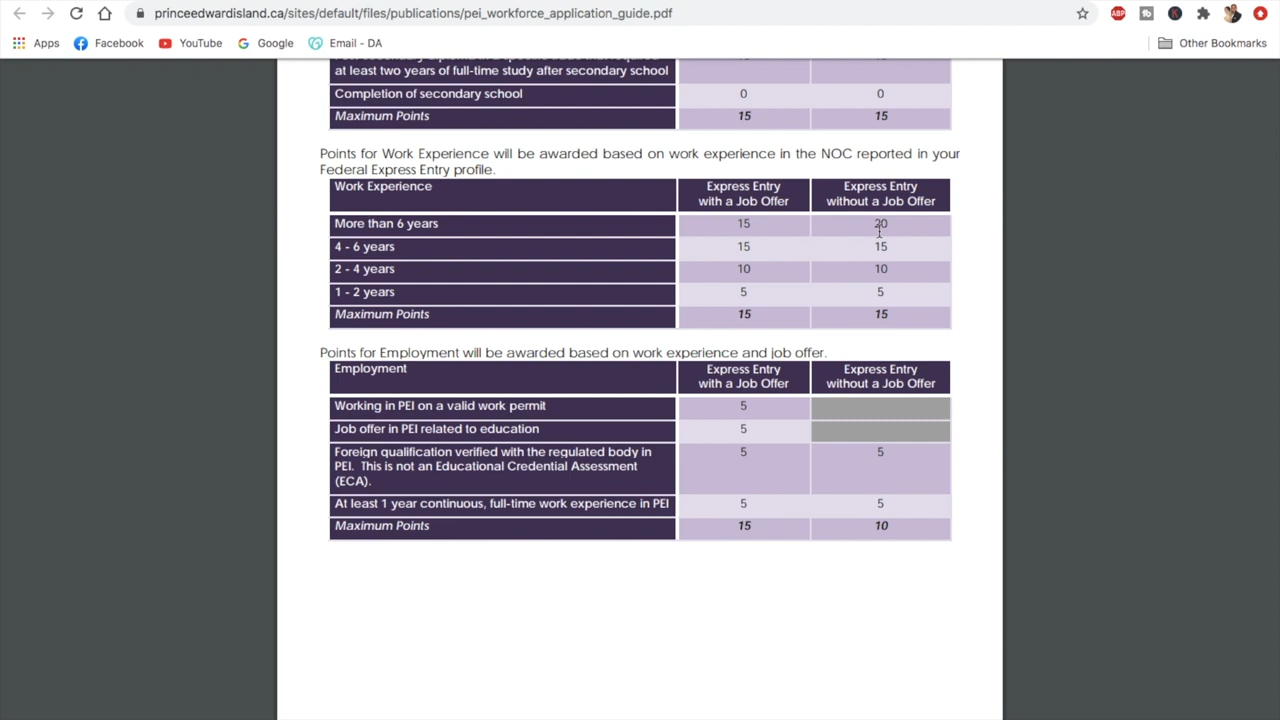 princeedwardisland.ca/sites/default/files/publications/pei_workforce_application_guide.pdf
ABP
Apps Facebook YouTube Google Email - DA Other Bookmarks
at least two years of full-time study after secondary school
Completion of secondary school 0 0
Maximum Points 15 15
Points for Work Experience will be awarded based on work experience in the NOC reported in your
Federal Express Entry profile.
Work Experience Express Entry with a Job Offer Express Entry without a Job Offer
More than 6 years 15 20
4 - 6 years 15 15
2 - 4 years 10 10
1 - 2 years 5 5
Maximum Points 15 15
Points for Employment will be awarded based on work experience and job offer.
Employment Express Entry with a Job Offer Express Entry without a Job Offer
Working in PEI on a valid work permit 5
Job offer in PEI related to education 5
Foreign qualification verified with the regulated body in
PEI. This is not an Educational Credential Assessment
(ECA). 5 5
At least 1 year continuous, full-time work experience in PEI 5 5
Maximum Points 15 10